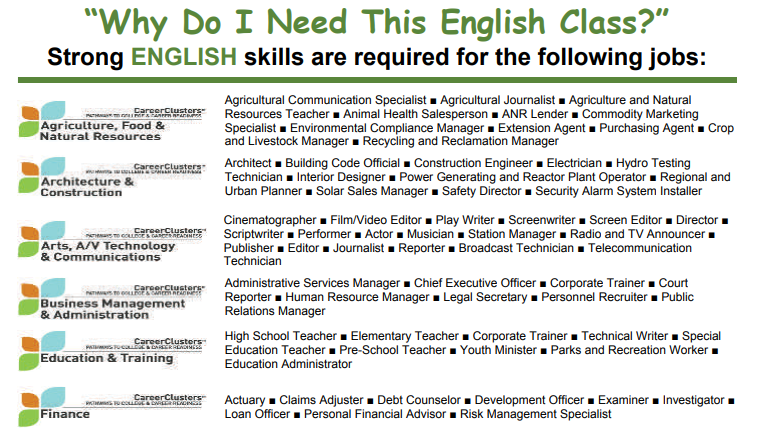 “Why Do I Need This English Class?”
Strong ENGLISH skills are required for the following jobs:
CareerClusters
PATHWAYS TO COLLEGE & CAREER READINESS
Agriculture, Food &
Natural Resources
Agricultural Communication Specialist ■ Agricultural Journalist ■ Agriculture and Natural
Resources Teacher ■ Animal Health Salesperson ■ ANR Lender ■ Commodity Marketing
Specialist ■ Environmental Compliance Manager ■ Extension Agent ■ Purchasing Agent ■ Crop
and Livestock Manager ■ Recycling and Reclamation Manager
CareerClusters
PATHWAYS TO COLLEGE & CAREER READINESS
Architecture &
Construction
Architect ■ Building Code Official ■ Construction Engineer ■ Electrician ■ Hydro Testing
Technician ■ Interior Designer ■ Power Generating and Reactor Plant Operator ■ Regional and
Urban Planner ■ Solar Sales Manager ■ Safety Director ■ Security Alarm System Installer
CareerClusters
PATHWAYS TO COLLEGE & CAREER READINESS
Arts, A/V Technology
& Communications
Cinematographer ■ Film/Video Editor ■ Play Writer ■ Screenwriter ■ Screen Editor ■ Director ■
Scriptwriter ■ Performer ■ Actor ■ Musician ■ Station Manager ■ Radio and TV Announcer ■
Publisher ■ Editor ■ Journalist ■ Reporter ■ Broadcast Technician ■ Telecommunication
Technician
CareerClusters
PATHWAYS TO COLLEGE & CAREER READINESS
Business Management
& Administration
Administrative Services Manager ■ Chief Executive Officer ■ Corporate Trainer ■ Court
Reporter ■ Human Resource Manager ■ Legal Secretary ■ Personnel Recruiter ■ Public
Relations Manager
CareerClusters
PATHWAYS TO COLLEGE & CAREER READINESS
Education & Training
High School Teacher ■ Elementary Teacher ■ Corporate Trainer ■ Technical Writer ■ Special
Education Teacher ■ Pre-School Teacher ■ Youth Minister ■ Parks and Recreation Worker ■
Education Administrator
CareerClusters
PATHWAYS TO COLLEGE & CAREER READINESS
Finance
Actuary ■ Claims Adjuster ■ Debt Counselor ■ Development Officer ■ Examiner ■ Investigator ■
Loan Officer ■ Personal Financial Advisor ■ Risk Management Specialist